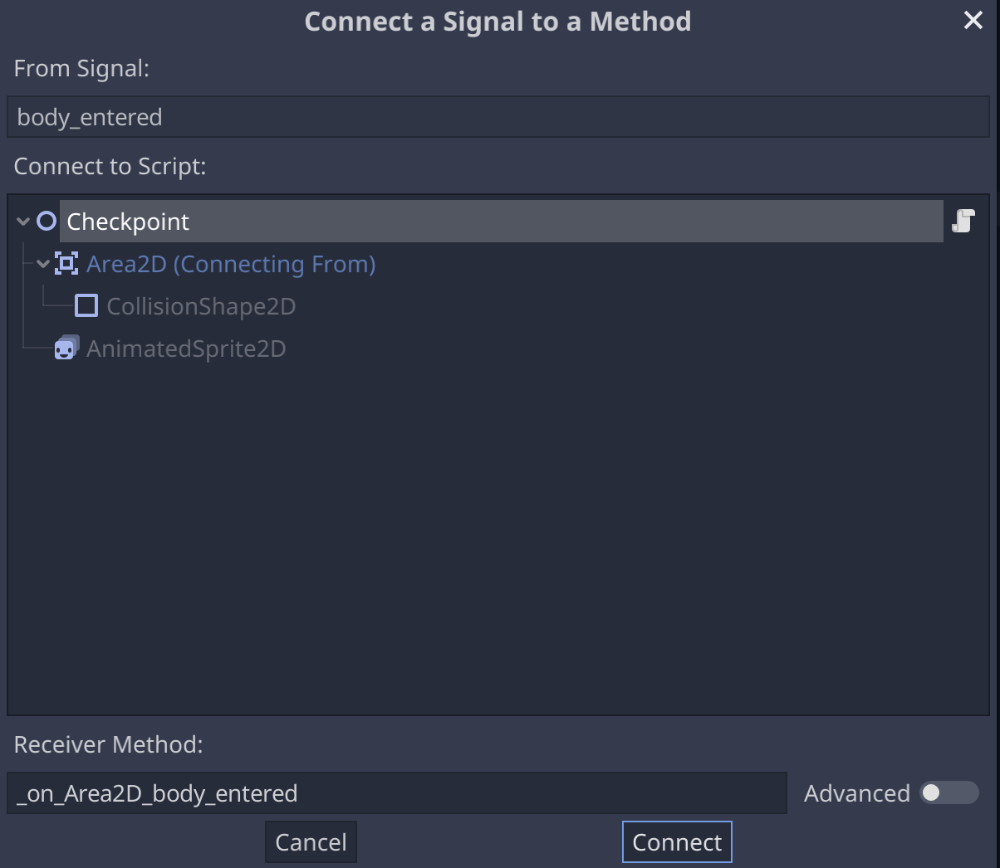 Connect a Signal to a Method
From Signal:
body_entered
Connect to Script:
Checkpoint
Area2D (Connecting From)
CollisionShape2D
AnimatedSprite2D
Receiver Method:
_on_Area2D_body_entered
Advanced
Cancel
Connect